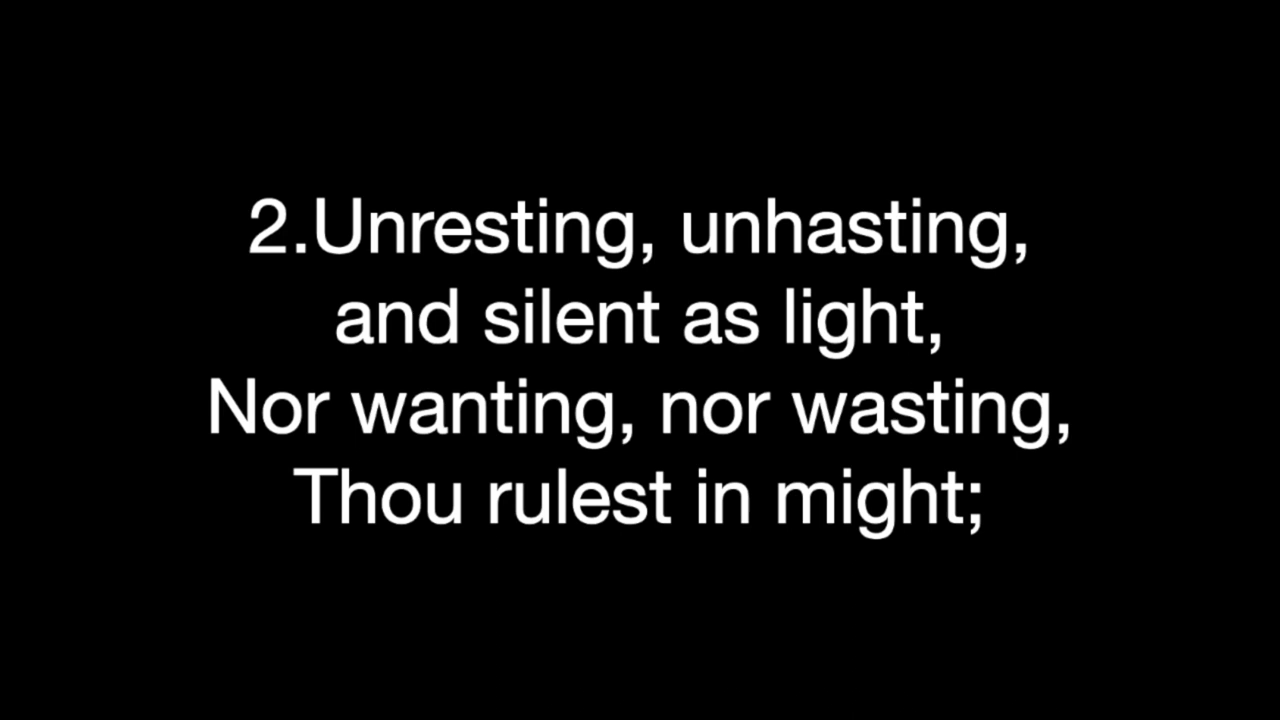 2.Unresting, unhasting,
and silent as light,
Nor wanting, nor wasting,
Thou rulest in might;